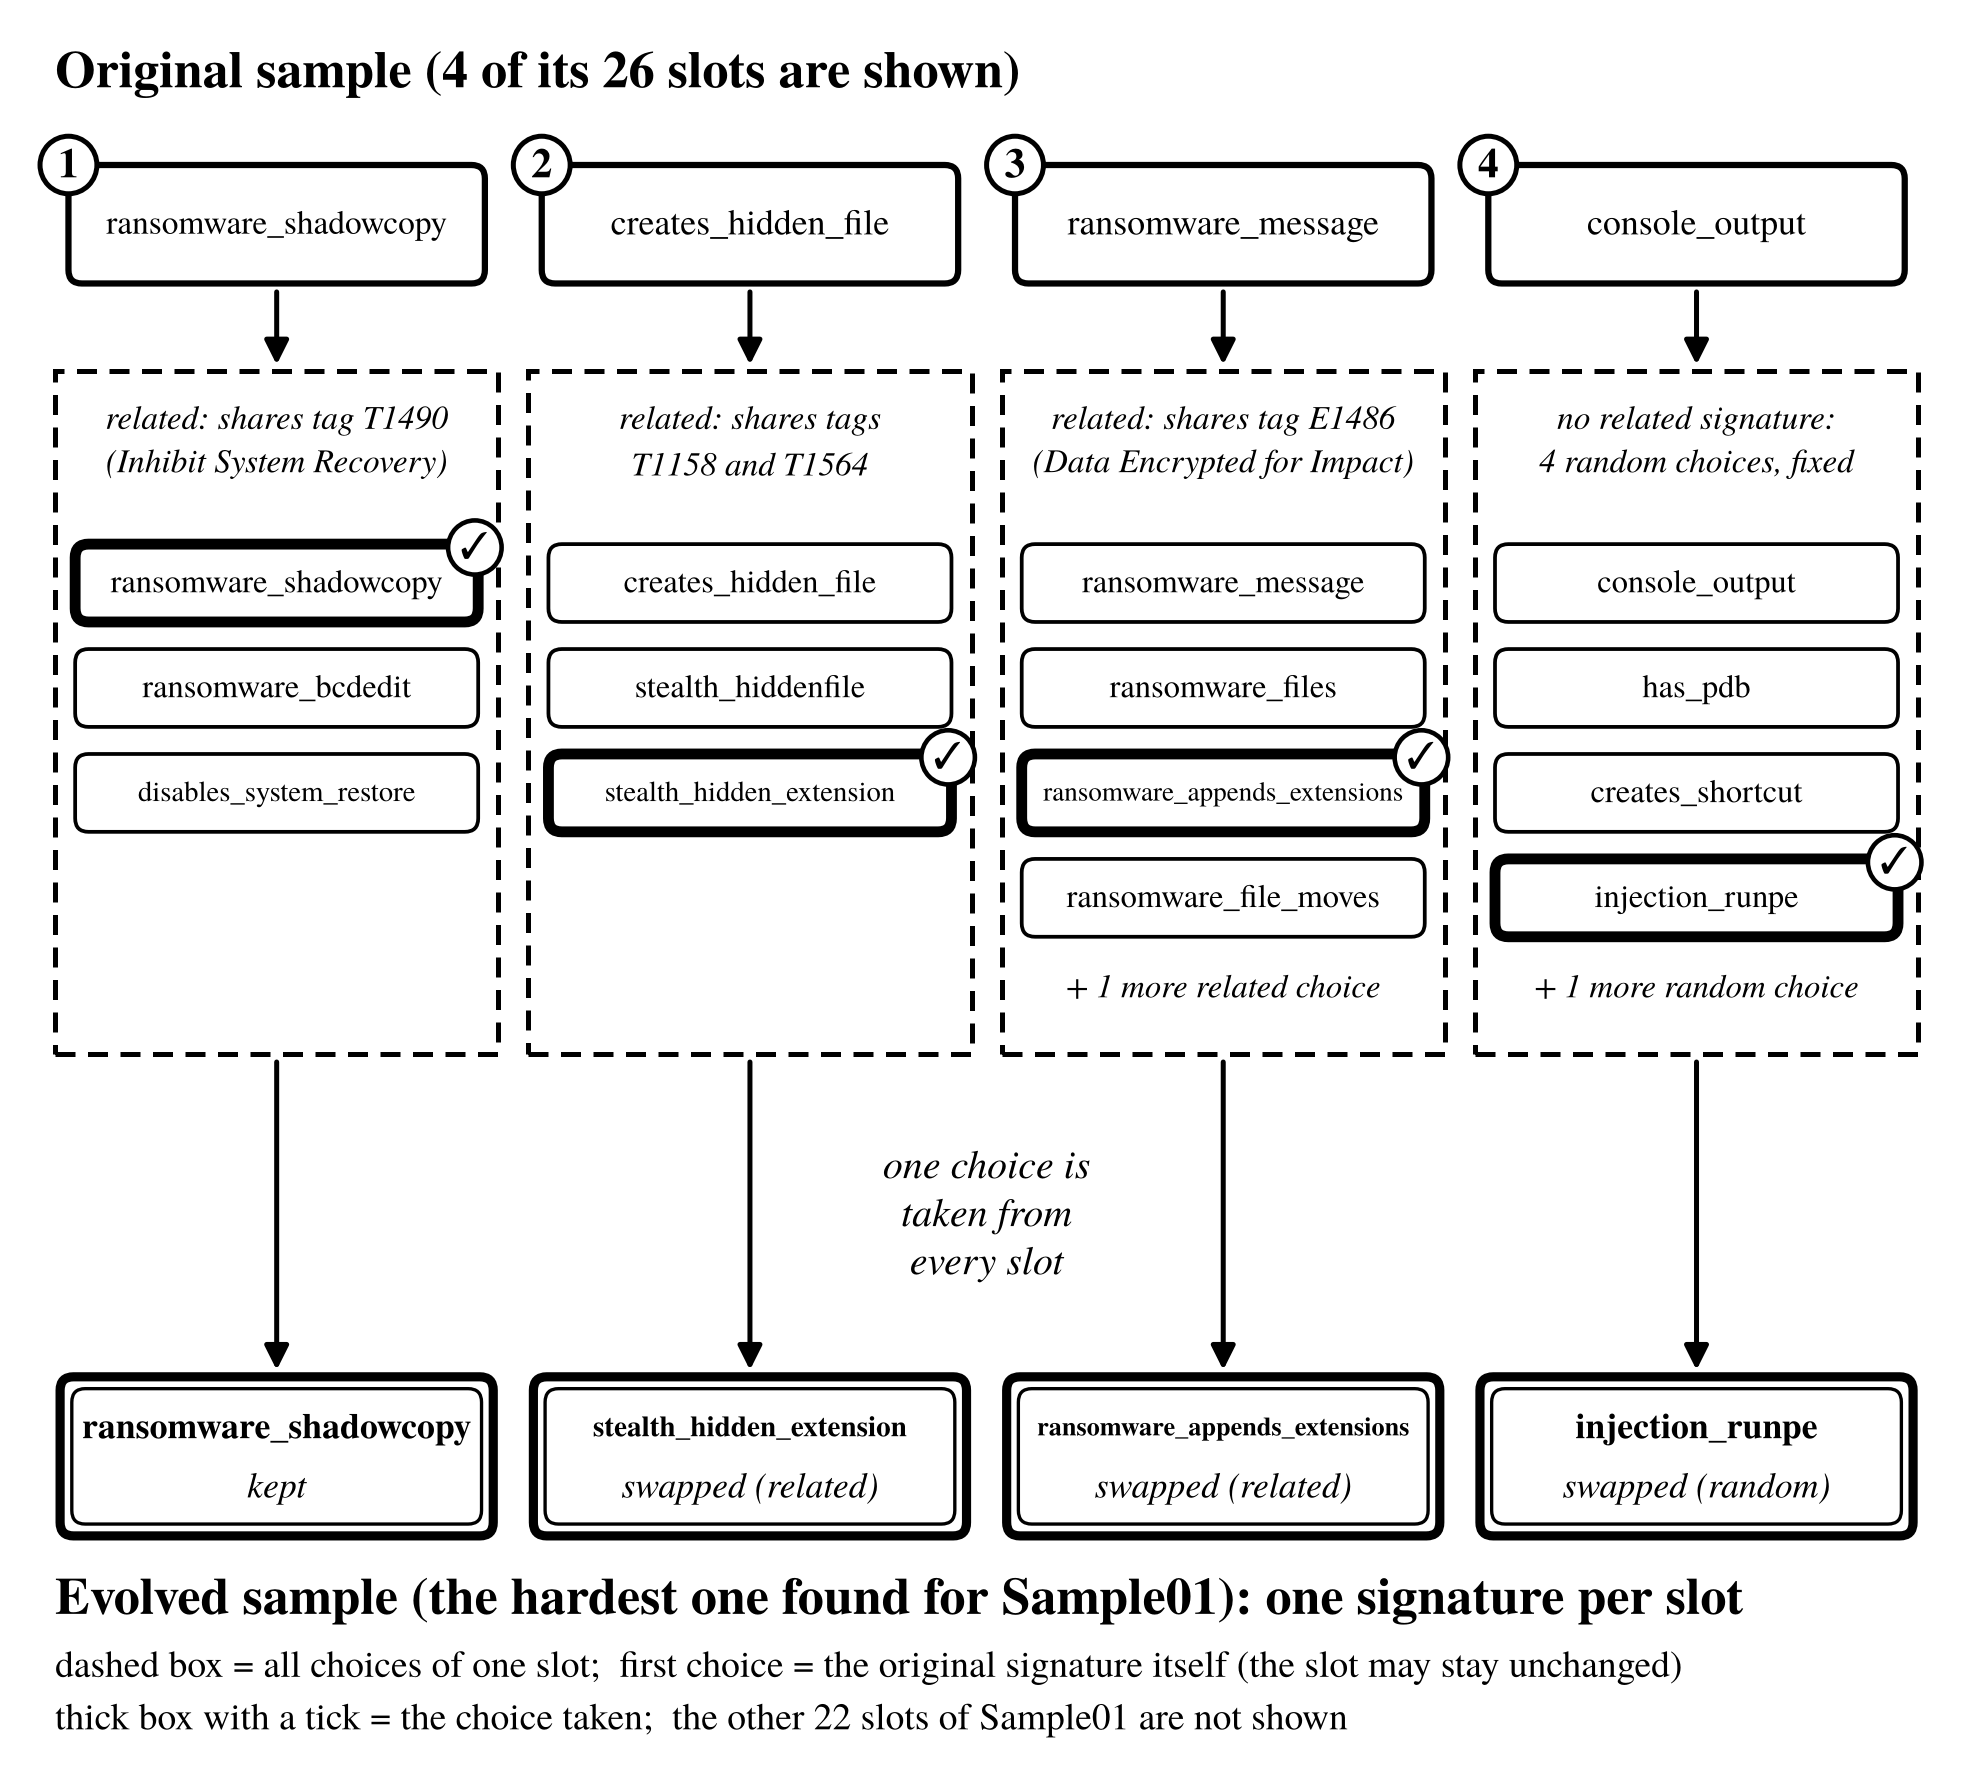 Original sample (4 of its 26 slots are shown)
1
ransomware_shadowcopy
2
creates_hidden_file
3
ransomware_message
4
console_output
related: shares tag T1490
(Inhibit System Recovery)
✓
ransomware_shadowcopy
ransomware_bcdedit
disables_system_restore
related: shares tags
T1158 and T1564
creates_hidden_file
stealth_hiddenfile
✓
stealth_hidden_extension
related: shares tag E1486
(Data Encrypted for Impact)
ransomware_message
ransomware_files
✓
ransomware_appends_extensions
ransomware_file_moves
+ 1 more related choice
no related signature:
4 random choices, fixed
console_output
has_pdb
creates_shortcut
✓
injection_runpe
+ 1 more random choice
one choice is
taken from
every slot
ransomware_shadowcopy
kept
stealth_hidden_extension
swapped (related)
ransomware_appends_extensions
swapped (related)
injection_runpe
swapped (random)
Evolved sample (the hardest one found for Sample01): one signature per slot
dashed box = all choices of one slot;  first choice = the original signature itself (the slot may stay unchanged)
thick box with a tick = the choice taken;  the other 22 slots of Sample01 are not shown